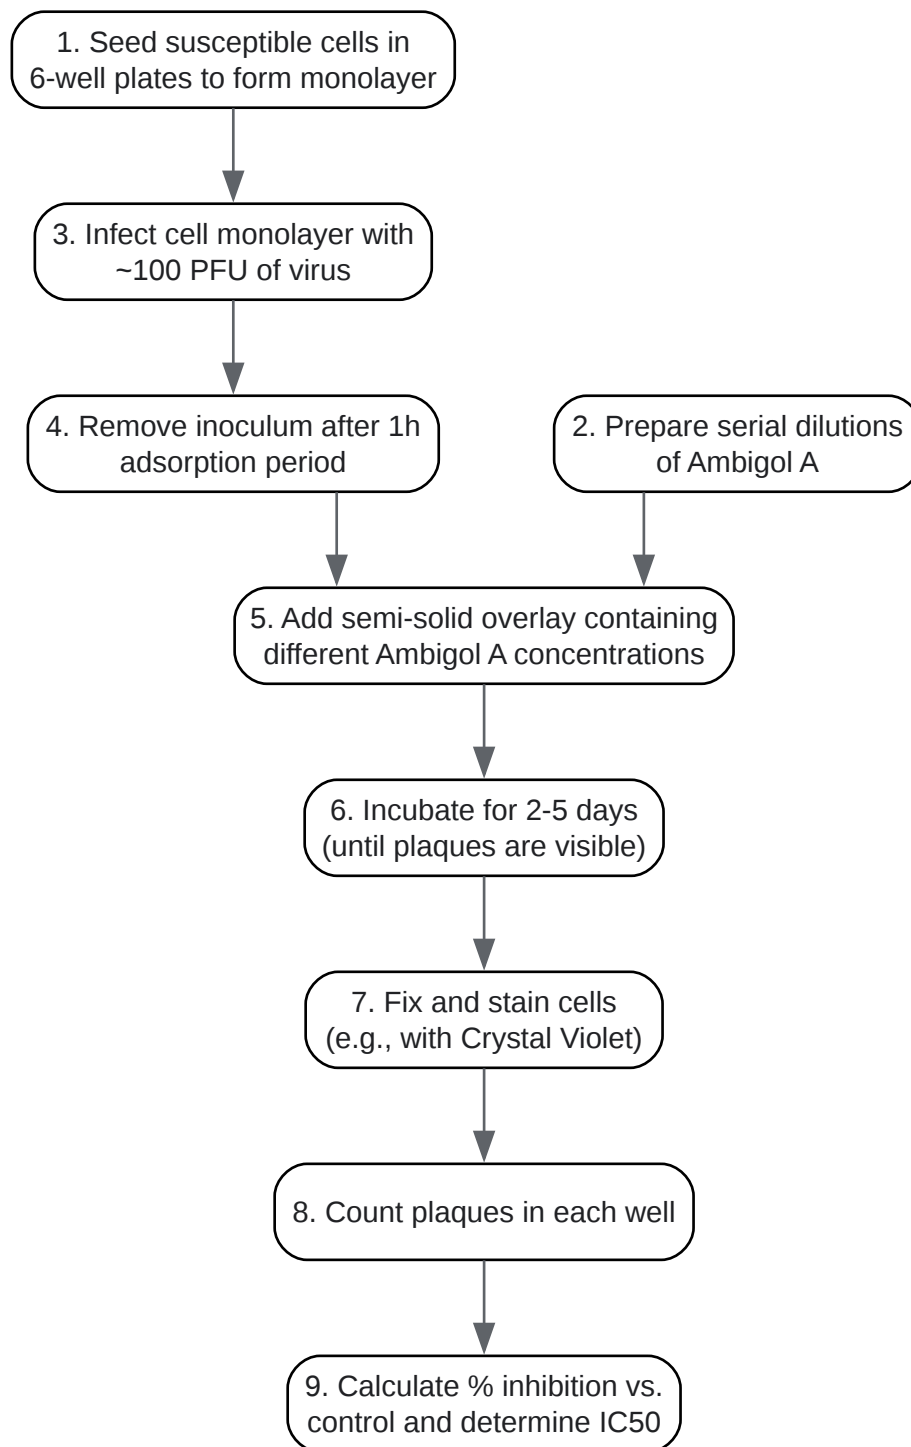 1. Seed susceptible cells in
6-well plates to form monolayer
3. Infect cell monolayer with
~100 PFU of virus
4. Remove inoculum after 1h
adsorption period
2. Prepare serial dilutions
of Ambigol A
5. Add semi-solid overlay containing
different Ambigol A concentrations
6. Incubate for 2-5 days
(until plaques are visible)
7. Fix and stain cells
(e.g., with Crystal Violet)
8. Count plaques in each well
9. Calculate % inhibition vs.
control and determine IC50